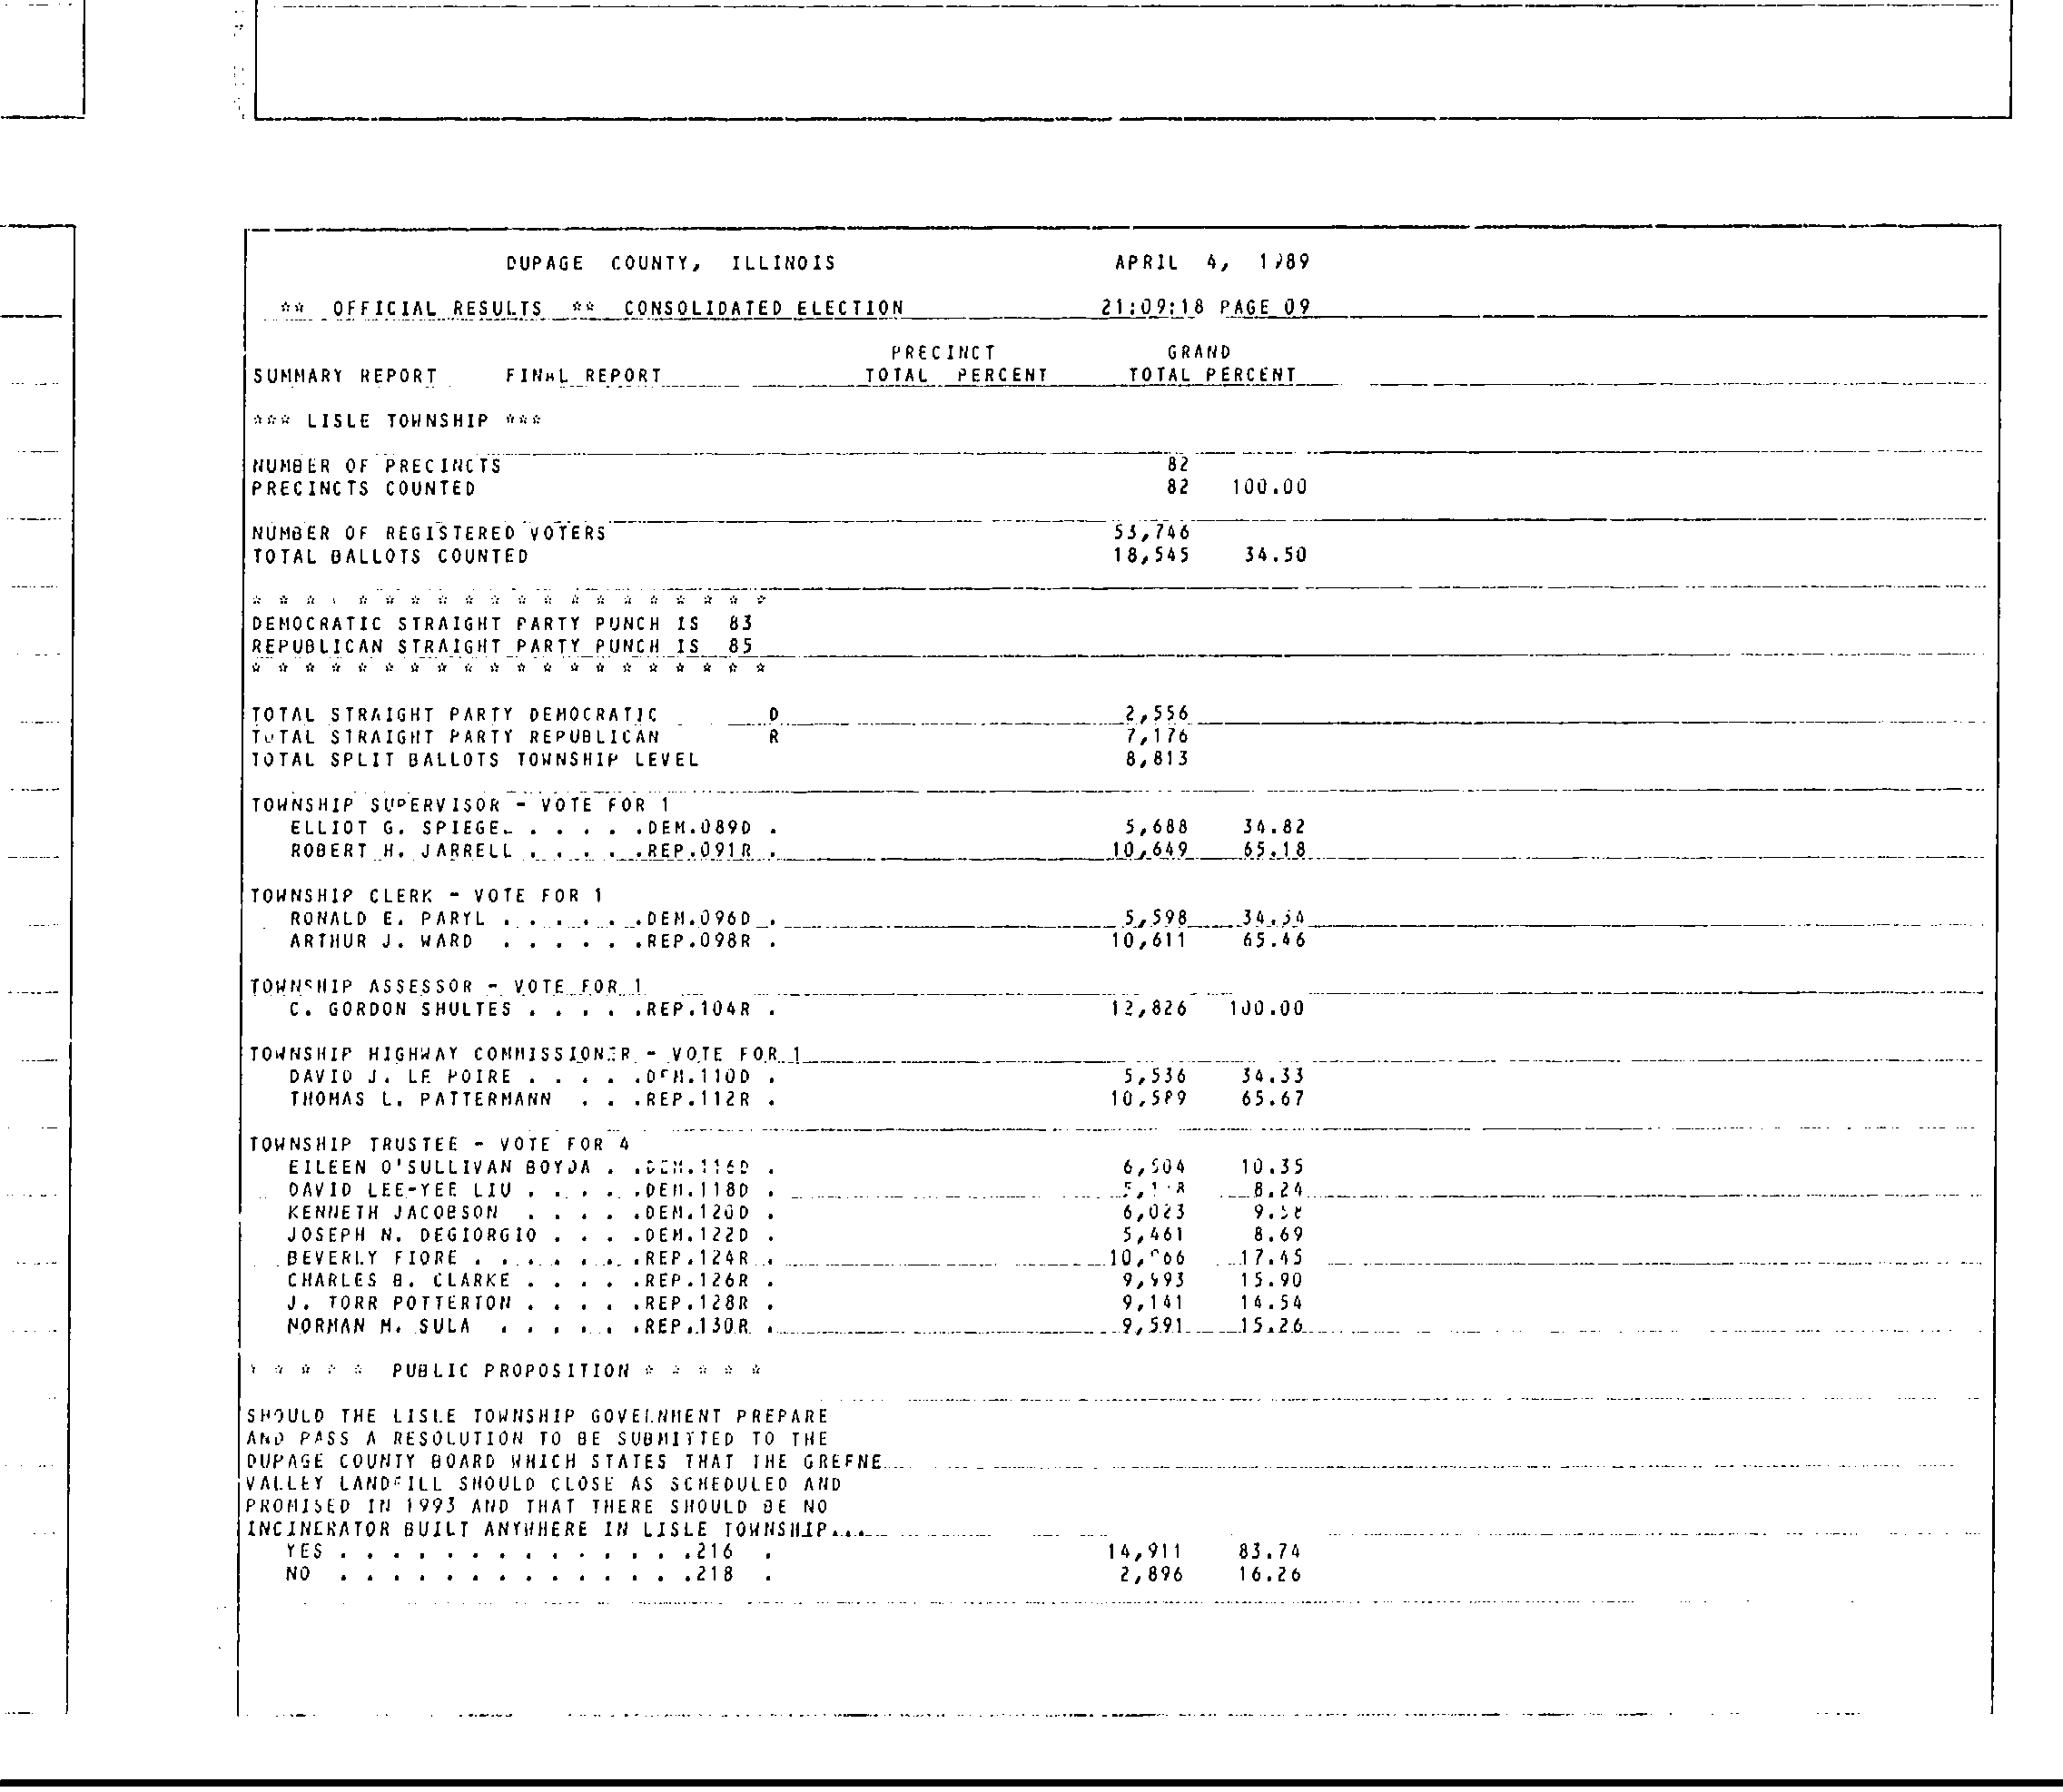 DUPAGE COUNTY, ILLINOIS APRIL 4, 1989
** OFFICIAL RESULTS ** CONSOLIDATED ELECTION 21:09:18 PAGE 09
PRECINCT GRAND
SUMMARY REPORT FINAL REPORT TOTAL PERCENT TOTAL PERCENT
*** LISLE TOWNSHIP ***
NUMBER OF PRECINCTS 82
PRECINCTS COUNTED 82 100.00
NUMBER OF REGISTERED VOTERS 53,746
TOTAL BALLOTS COUNTED 18,545 34.50
* * * * * * * * * * * * * * * * * * * *
DEMOCRATIC STRAIGHT PARTY PUNCH IS 83
REPUBLICAN STRAIGHT PARTY PUNCH IS 85
* * * * * * * * * * * * * * * * * * * *
TOTAL STRAIGHT PARTY DEMOCRATIC D 2,556
TOTAL STRAIGHT PARTY REPUBLICAN R 7,176
TOTAL SPLIT BALLOTS TOWNSHIP LEVEL 8,813
TOWNSHIP SUPERVISOR - VOTE FOR 1
ELLIOT G. SPIEGEL . . . . .DEM.089D . 5,688 34.82
ROBERT H. JARRELL . . . . .REP.091R . 10,649 65.18
TOWNSHIP CLERK - VOTE FOR 1
RONALD E. PARYL . . . . . .DEM.096D . 5,598 34.54
ARTHUR J. WARD . . . . . .REP.098R . 10,611 65.46
TOWNSHIP ASSESSOR - VOTE FOR 1
C. GORDON SHULTES . . . . .REP.104R . 12,826 100.00
TOWNSHIP HIGHWAY COMMISSIONER - VOTE FOR 1
DAVID J. LE POIRE . . . . .DEM.110D . 5,536 34.33
THOMAS L. PATTERMANN . . .REP.112R . 10,589 65.67
TOWNSHIP TRUSTEE - VOTE FOR 4
EILEEN O'SULLIVAN BOYDA . .DEM.116D . 6,504 10.35
DAVID LEE-YEE LIU . . . . .DEM.118D . 8.24
KENNETH JACOBSON . . . . .DEM.120D . 6,023 9.58
JOSEPH N. DEGIORGIO . . . .DEM.122D . 5,461 8.69
BEVERLY FIORE . . . . . . .REP.124R . 17.45
CHARLES B. CLARKE . . . . .REP.126R . 9,993 15.90
J. TORR POTTERTON . . . . .REP.128R . 9,141 14.54
NORMAN M. SULA . . . . . .REP.130R . 9,591 15.26
* * * * * PUBLIC PROPOSITION * * * * *
SHOULD THE LISLE TOWNSHIP GOVERNMENT PREPARE
AND PASS A RESOLUTION TO BE SUBMITTED TO THE
DUPAGE COUNTY BOARD WHICH STATES THAT THE GREENE
VALLEY LANDFILL SHOULD CLOSE AS SCHEDULED AND
PROMISED IN 1993 AND THAT THERE SHOULD BE NO
INCINERATOR BUILT ANYWHERE IN LISLE TOWNSHIP...
YES . . . . . . . . . . . . . .216 . 14,911 83.74
NO . . . . . . . . . . . . . .218 . 2,896 16.26